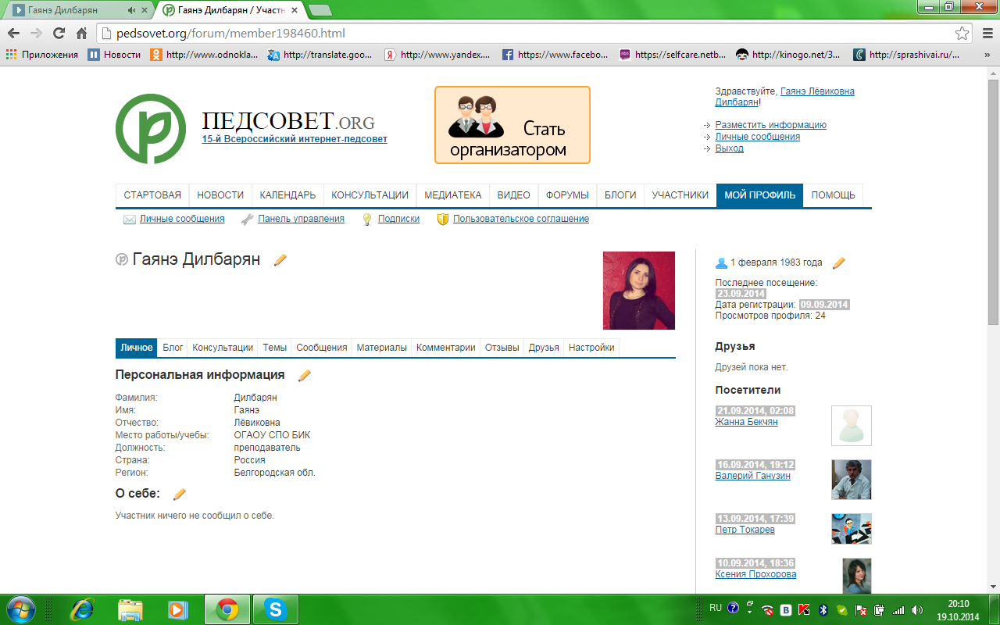 Гаянэ Дилбарян
Гаянэ Дилбарян / Участн
pedsovet.org/forum/member198460.html
Приложения
Новости
http://www.odnokla...
http://translate.goo...
http://www.yandex....
https://www.facebo...
https://selfcare.netb...
http://kinogo.net/3...
http://sprashivai.ru/...
»
ПЕДСОВЕТ.ORG
15-й Всероссийский интернет-педсовет
Стать
организатором
Здравствуйте, Гаянэ Лёвиковна
Дилбарян!
Разместить информацию
Личные сообщения
Выход
СТАРТОВАЯ
НОВОСТИ
КАЛЕНДАРЬ
КОНСУЛЬТАЦИИ
МЕДИАТЕКА
ВИДЕО
ФОРУМЫ
БЛОГИ
УЧАСТНИКИ
МОЙ ПРОФИЛЬ
ПОМОЩЬ
Личные сообщения
Панель управления
Подписки
Пользовательское соглашение
Гаянэ Дилбарян
Личное
Блог
Консультации
Темы
Сообщения
Материалы
Комментарии
Отзывы
Друзья
Настройки
Персональная информация
Фамилия: Дилбарян
Имя: Гаянэ
Отчество: Лёвиковна
Место работы/учебы: ОГАОУ СПО БИК
Должность: преподаватель
Страна: Россия
Регион: Белгородская обл.
О себе:
Участник ничего не сообщил о себе.
1 февраля 1983 года
Последнее посещение:
23.09.2014
Дата регистрации: 09.09.2014
Просмотров профиля: 24
Друзья
Друзей пока нет.
Посетители
21.09.2014, 02:08
Жанна Бекчян
16.09.2014, 19:12
Валерий Ганузин
13.09.2014, 17:39
Петр Токарев
10.09.2014, 18:36
Ксения Прохорова
RU
20:10
19.10.2014